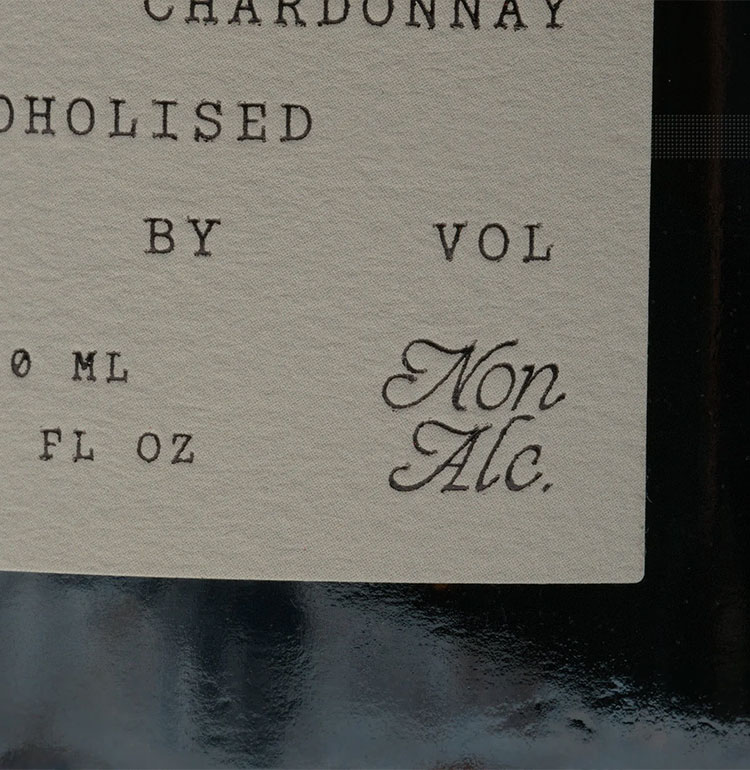 CHARDONNAY
OHOLISED
BY VOL
0 ML
FL OZ
Non
Alc.